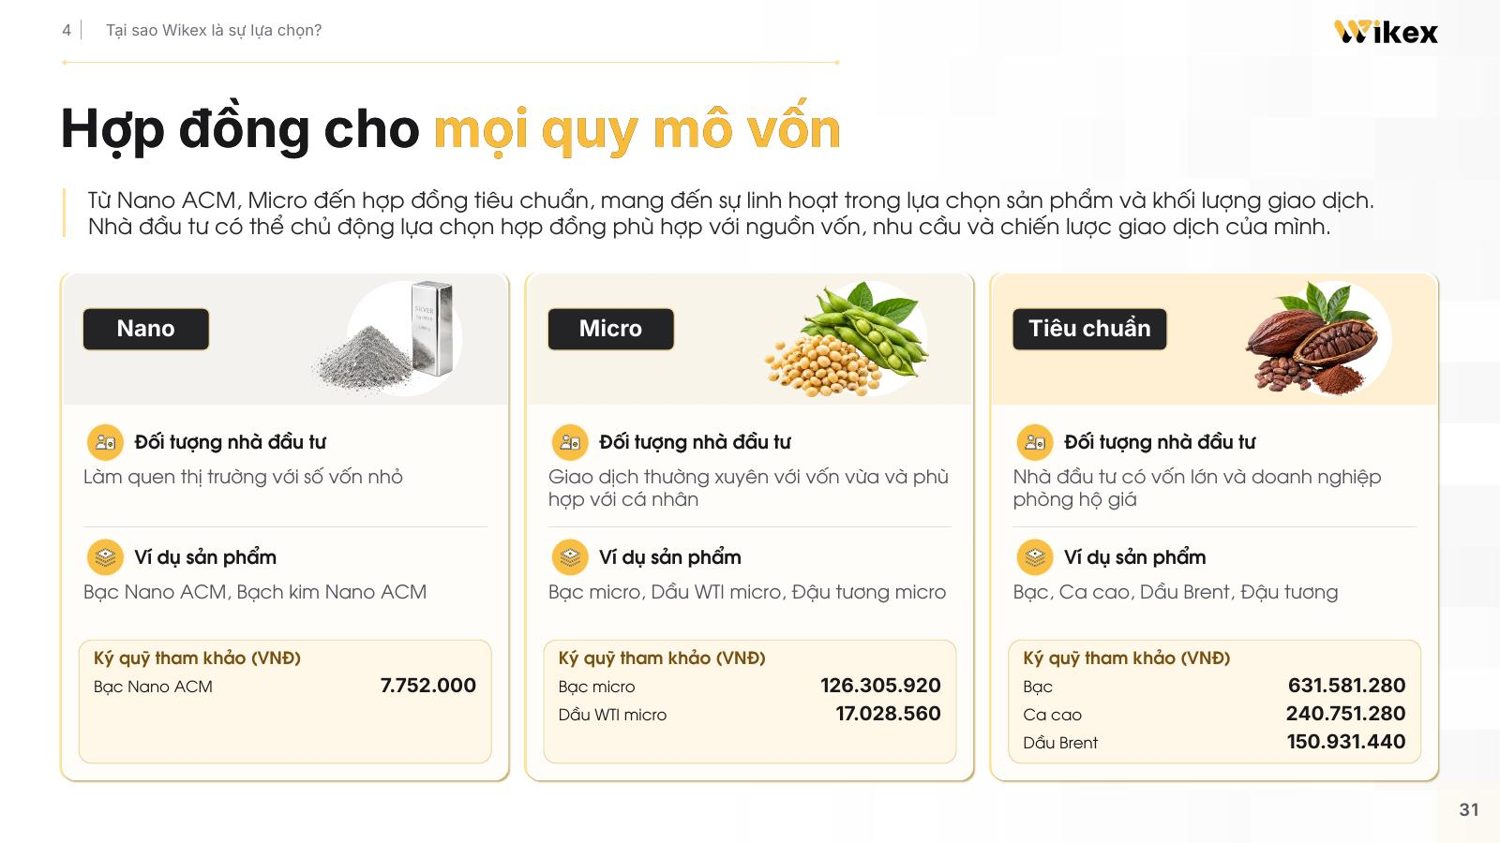 4
Tại sao Wikex là sự lựa chọn?
Wikex
Hợp đồng cho mọi quy mô vốn
Từ Nano ACM, Micro đến hợp đồng tiêu chuẩn, mang đến sự linh hoạt trong lựa chọn sản phẩm và khối lượng giao dịch.
Nhà đầu tư có thể chủ động lựa chọn hợp đồng phù hợp với nguồn vốn, nhu cầu và chiến lược giao dịch của mình.
Nano
SILVER
Đối tượng nhà đầu tư
Làm quen thị trường với số vốn nhỏ
Ví dụ sản phẩm
Bạc Nano ACM, Bạch kim Nano ACM
Ký quỹ tham khảo (VNĐ)
Bạc Nano ACM 7.752.000
Micro
Đối tượng nhà đầu tư
Giao dịch thường xuyên với vốn vừa và phù
hợp với cá nhân
Ví dụ sản phẩm
Bạc micro, Dầu WTI micro, Đậu tương micro
Ký quỹ tham khảo (VNĐ)
Bạc micro 126.305.920
Dầu WTI micro 17.028.560
Tiêu chuẩn
Đối tượng nhà đầu tư
Nhà đầu tư có vốn lớn và doanh nghiệp
phòng hộ giá
Ví dụ sản phẩm
Bạc, Ca cao, Dầu Brent, Đậu tương
Ký quỹ tham khảo (VNĐ)
Bạc 631.581.280
Ca cao 240.751.280
Dầu Brent 150.931.440
31